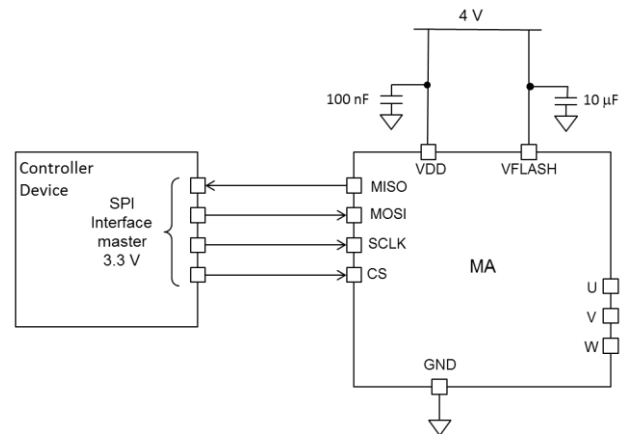 4 V
100 nF
10 µF
VDD
VFLASH
Controller
Device
SPI
Interface
master
3.3 V
MISO
MOSI
SCLK
CS
MA
U
V
W
GND